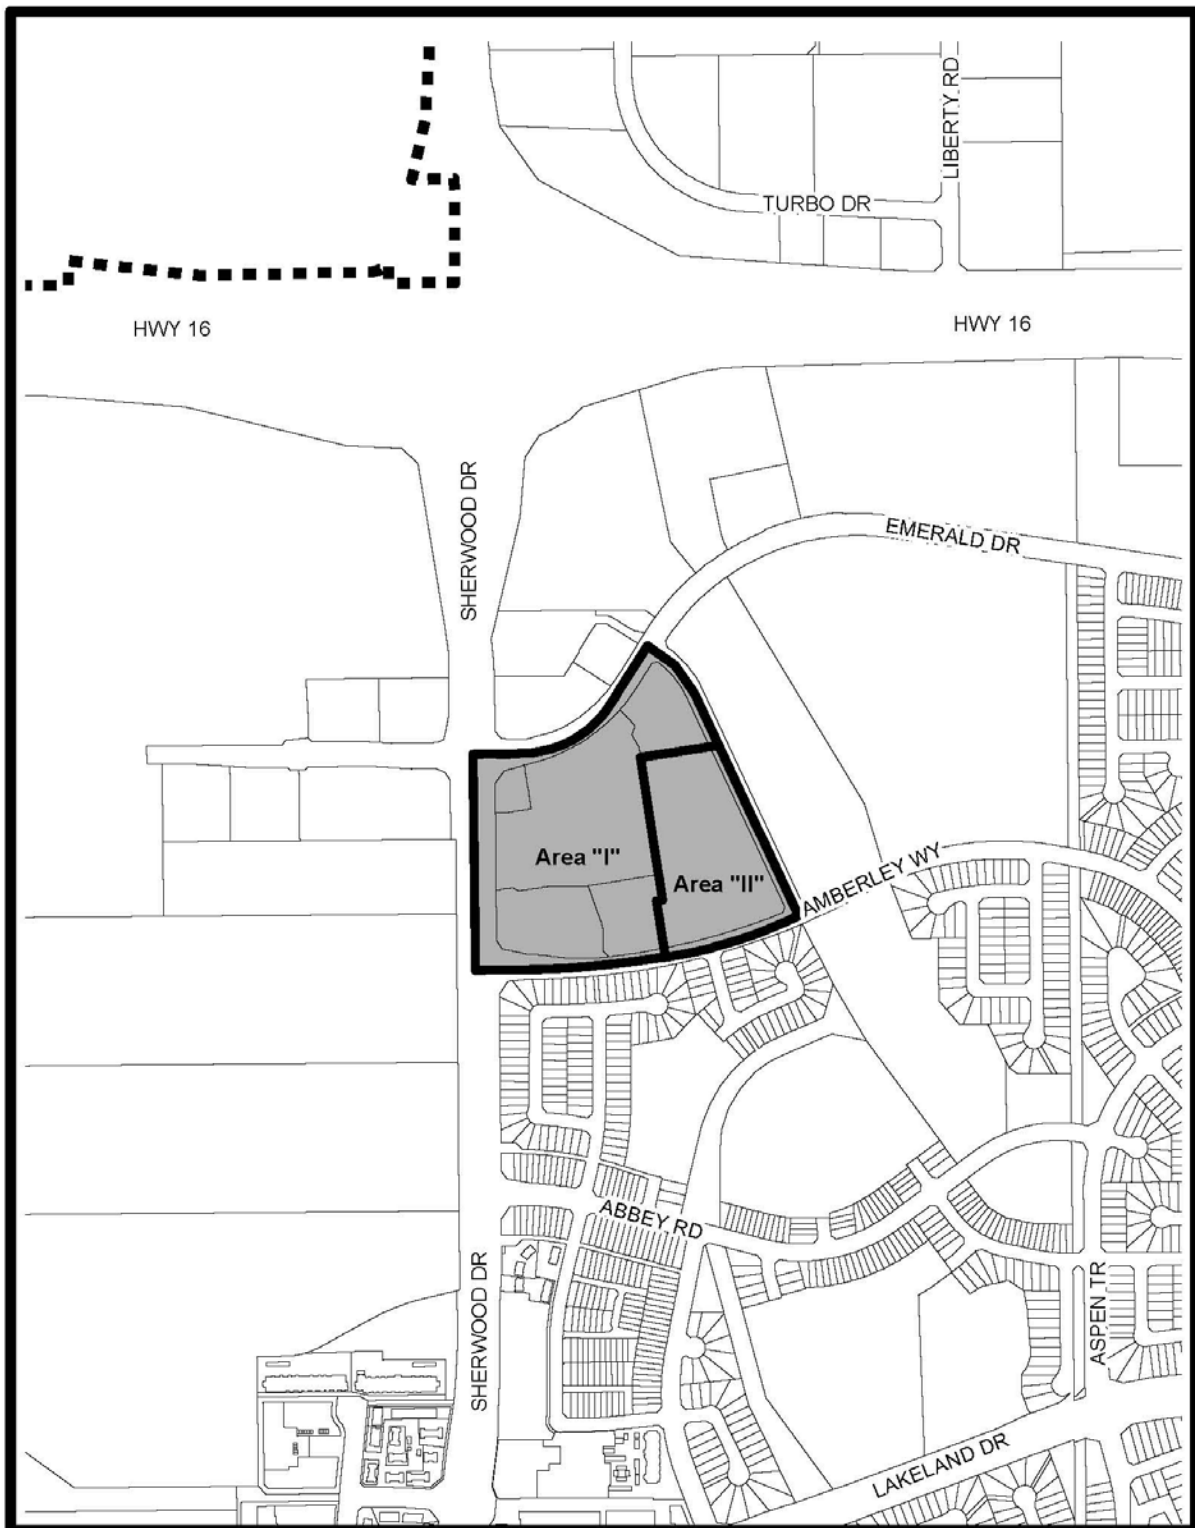 LIBERTY RD
TURBO DR
HWY 16
HWY 16
SHERWOOD DR
EMERALD DR
Area "I"
Area "II"
AMBERLEY WY
ABBEY RD
SHERWOOD DR
ASPEN TR
LAKELAND DR